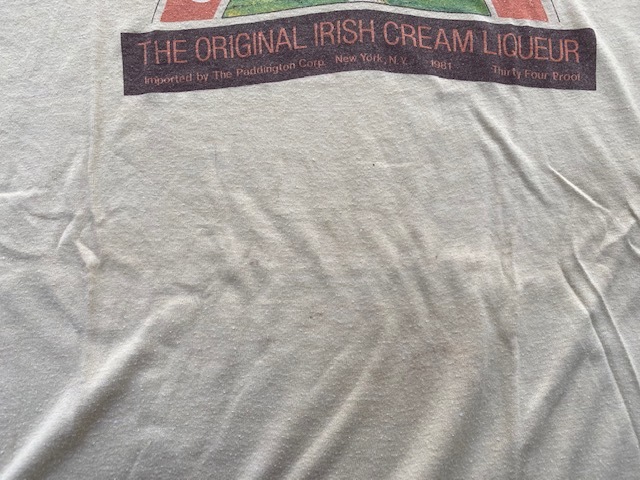 THE ORIGINAL IRISH CREAM LIQUEUR
Imported by The Paddington Corp. New York, N.Y. 1981 Thirty Four Proof